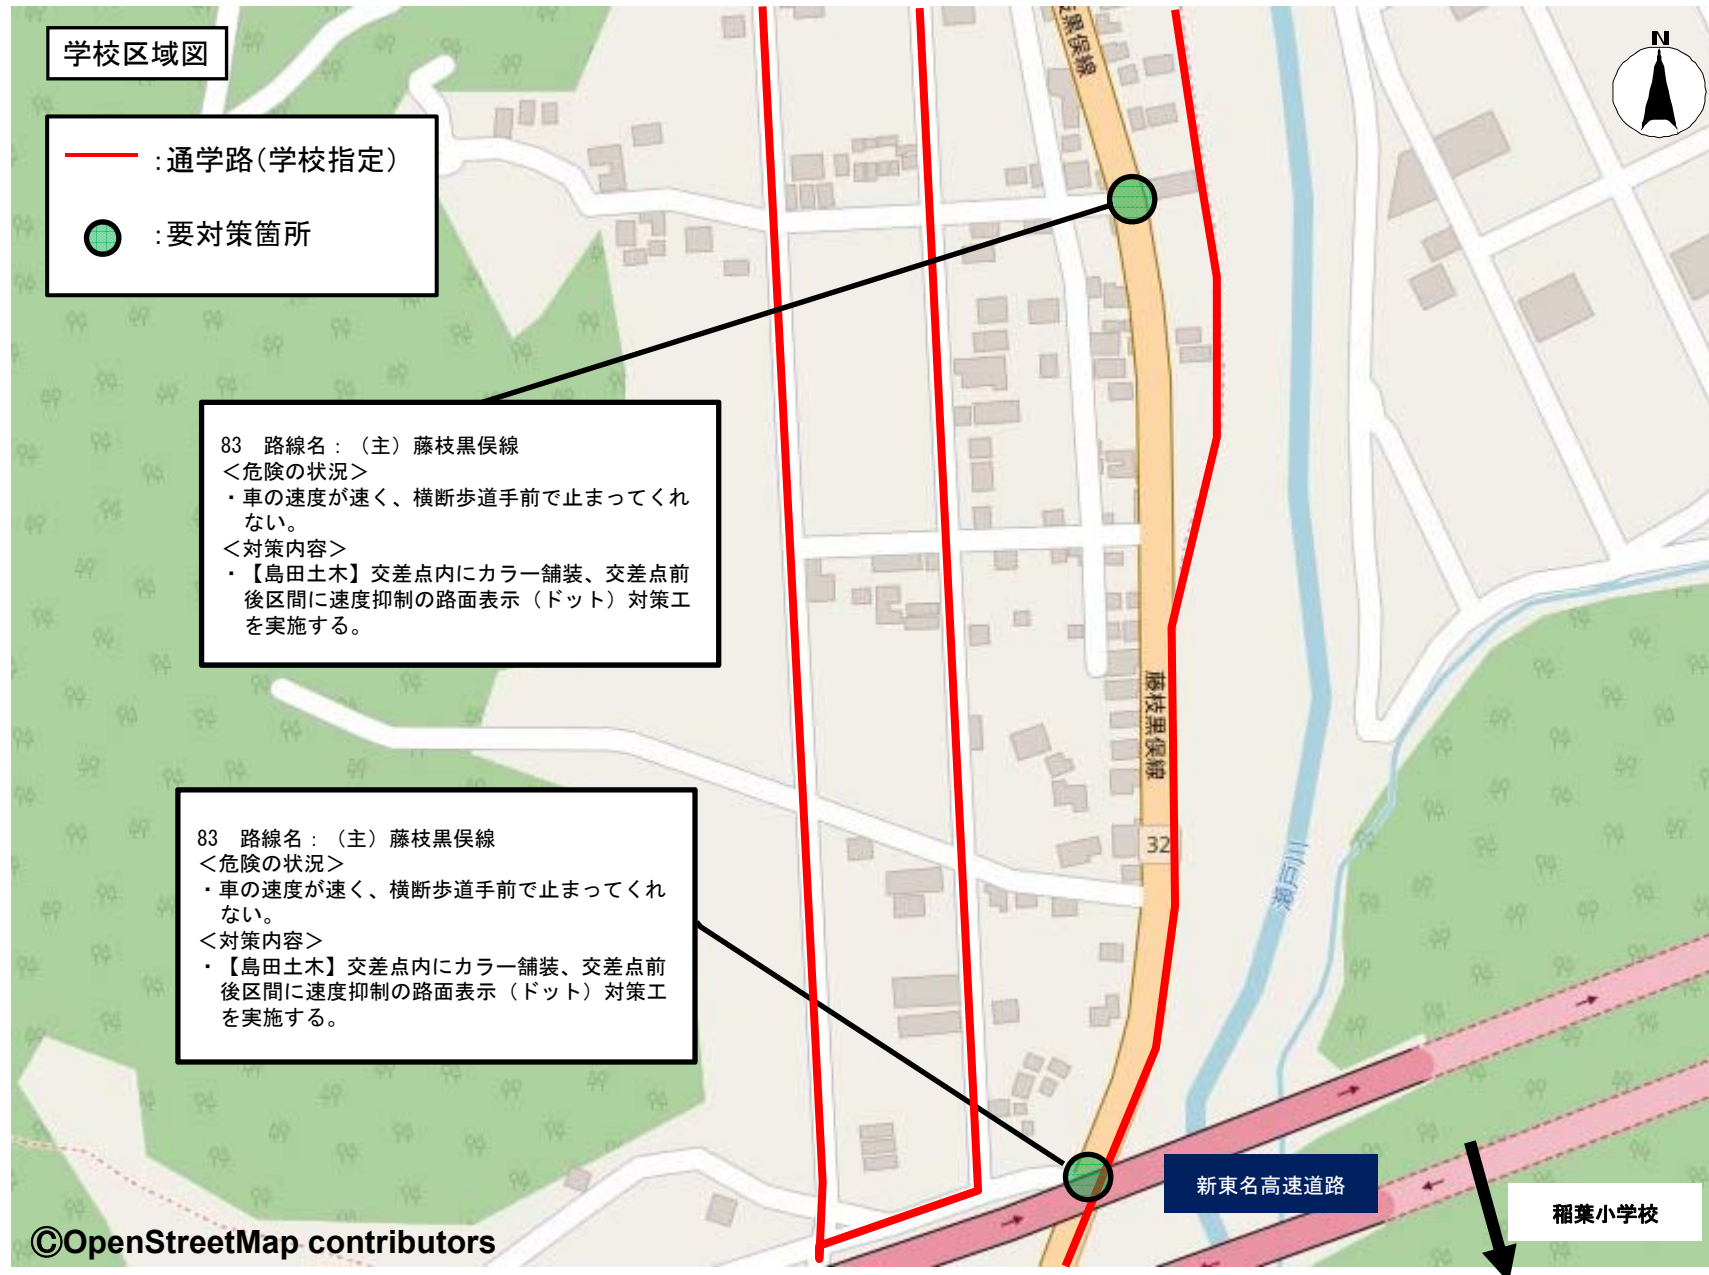 学校区域図
N
：通学路（学校指定）
：要対策箇所
枝黒俣線
83　路線名：（主）藤枝黒俣線
＜危険の状況＞
・車の速度が速く、横断歩道手前で止まってくれ
ない。
＜対策内容＞
・【島田土木】交差点内にカラー舗装、交差点前
後区間に速度抑制の路面表示（ドット）対策工
を実施する。
藤枝黒俣線
32
瀬戸川
83　路線名：（主）藤枝黒俣線
＜危険の状況＞
・車の速度が速く、横断歩道手前で止まってくれ
ない。
＜対策内容＞
・【島田土木】交差点内にカラー舗装、交差点前
後区間に速度抑制の路面表示（ドット）対策工
を実施する。
新東名高速道路
稲葉小学校
©OpenStreetMap contributors